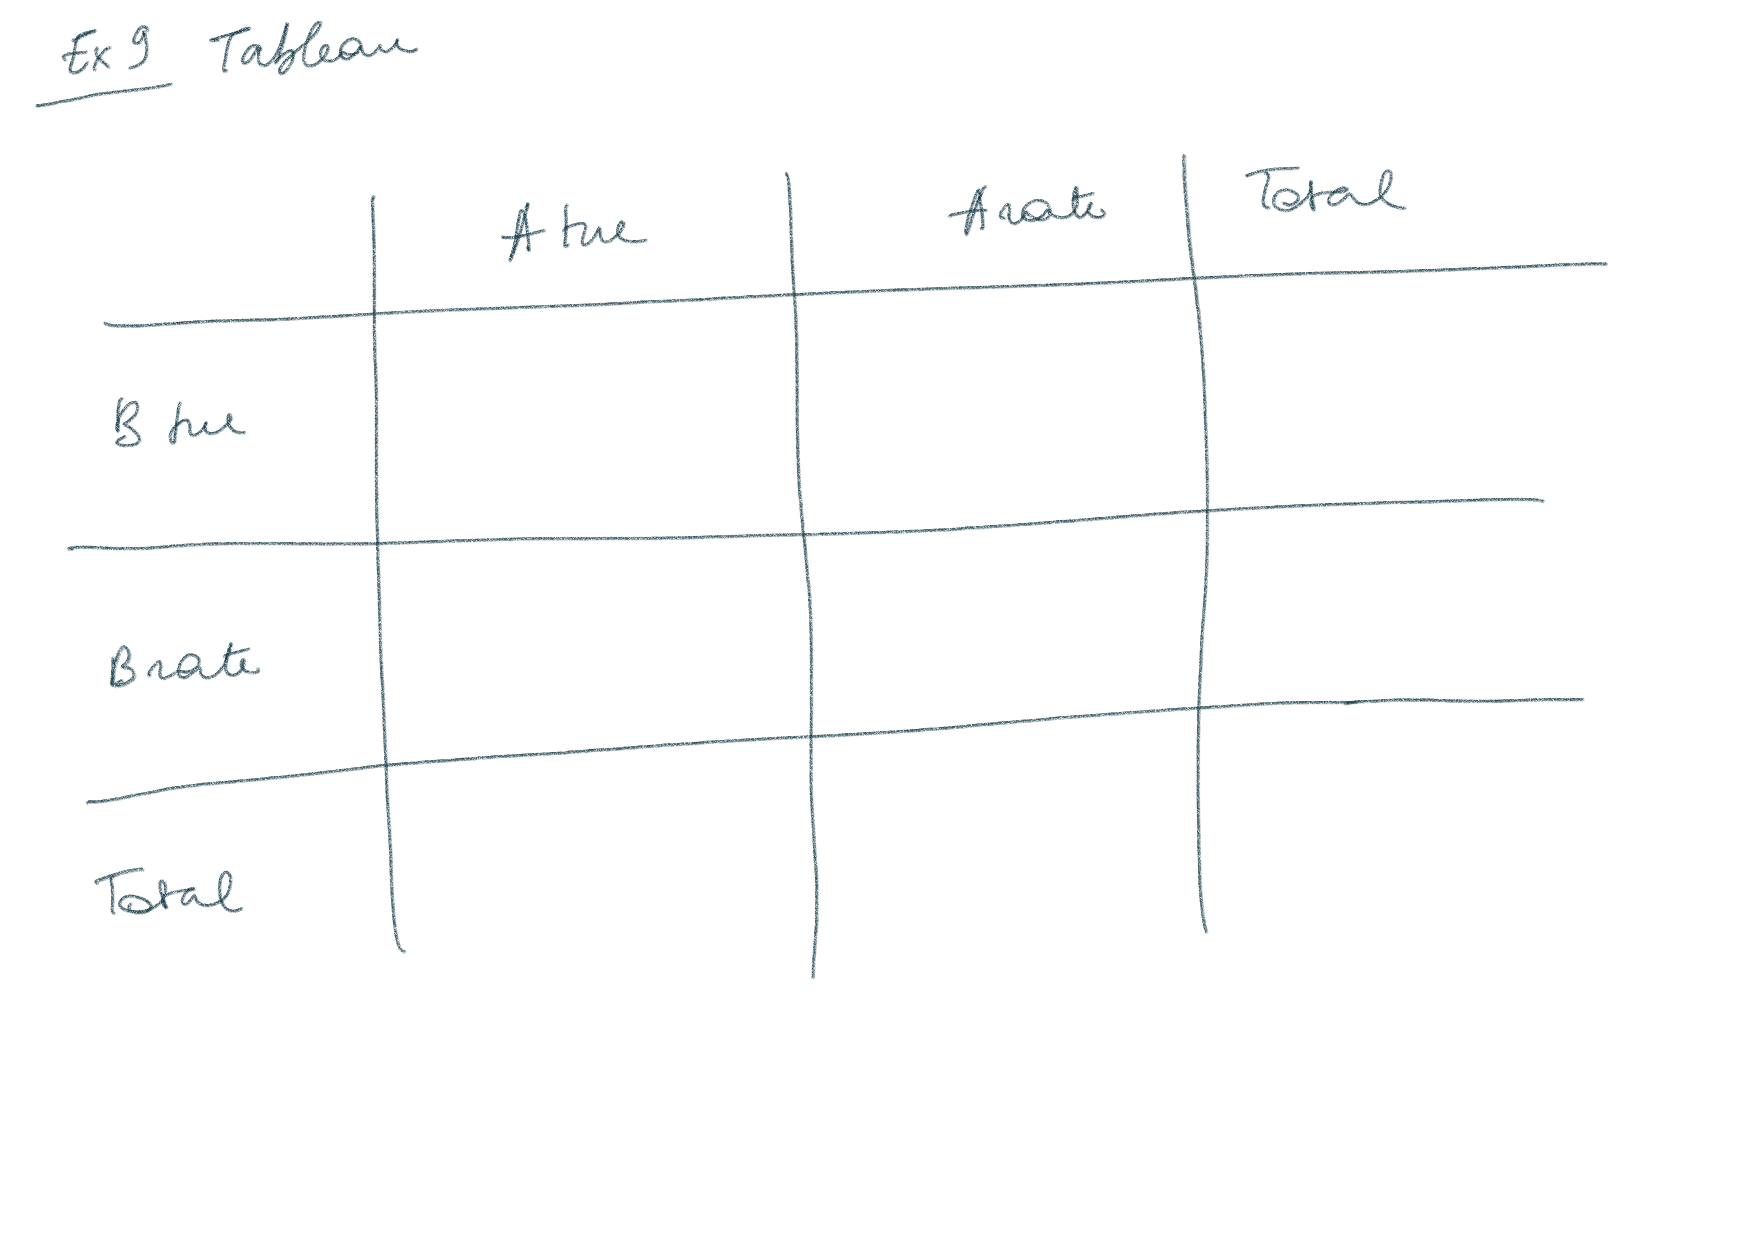 Ex 9 Tableau
A tue A rate Total
B tue
B rate
Total